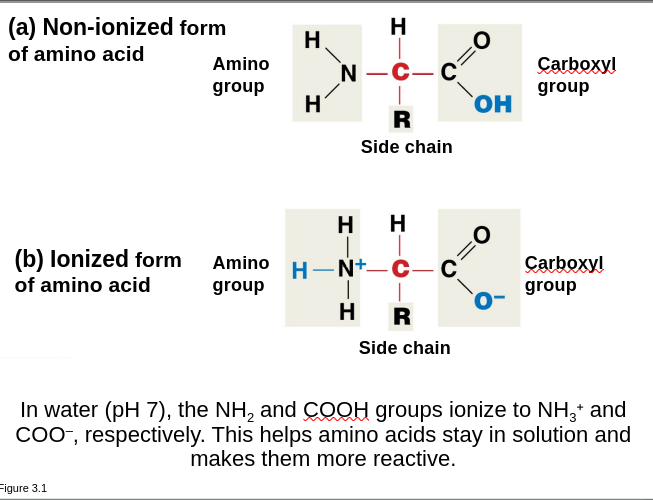 (a) Non-ionized form
of amino acid
Amino
group
H
H
N
C
H
R
C
O
OH
Carboxyl
group
Side chain
(b) Ionized form
of amino acid
Amino
group
H
H
N+
H
H
C
R
C
O
O–
Carboxyl
group
Side chain
In water (pH 7), the NH₂ and COOH groups ionize to NH₃⁺ and
COO⁻, respectively. This helps amino acids stay in solution and
makes them more reactive.
Figure 3.1